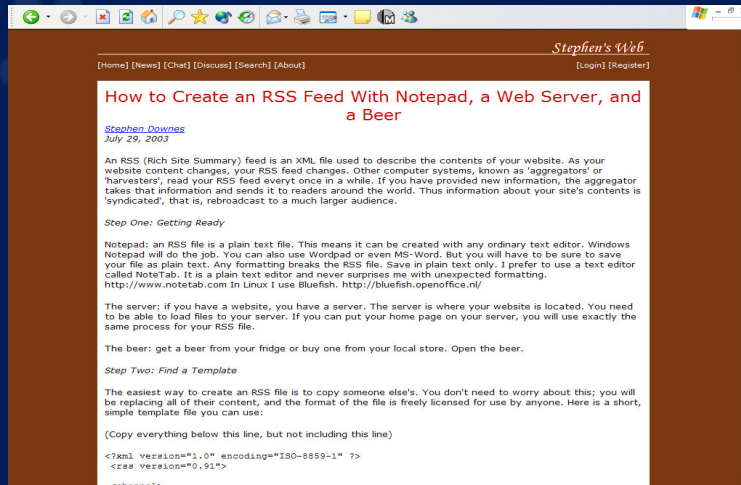 Stephen's Web
[Home] [News] [Chat] [Discuss] [Search] [About] [Login] [Register]
How to Create an RSS Feed With Notepad, a Web Server, and
a Beer
Stephen Downes
July 29, 2003
An RSS (Rich Site Summary) feed is an XML file used to describe the contents of your website. As your
website content changes, your RSS feed changes. Other computer systems, known as 'aggregators' or
'harvesters', read your RSS feed everyt once in a while. If you have provided new information, the aggregator
takes that information and sends it to readers around the world. Thus information about your site's contents is
'syndicated', that is, rebroadcast to a much larger audience.
Step One: Getting Ready
Notepad: an RSS file is a plain text file. This means it can be created with any ordinary text editor. Windows
Notepad will do the job. You can also use Wordpad or even MS-Word. But you will have to be sure to save
your file as plain text. Any formatting breaks the RSS file. Save in plain text only. I prefer to use a text editor
called NoteTab. It is a plain text editor and never surprises me with unexpected formatting.
http://www.notetab.com In Linux I use Bluefish. http://bluefish.openoffice.nl/
The server: if you have a website, you have a server. The server is where your website is located. You need
to be able to load files to your server. If you can put your home page on your server, you will use exactly the
same process for your RSS file.
The beer: get a beer from your fridge or buy one from your local store. Open the beer.
Step Two: Find a Template
The easiest way to create an RSS file is to copy someone else's. You don't need to worry about this; you will
be replacing all of their content, and the format of the file is freely licensed for use by anyone. Here is a short,
simple template file you can use:
(Copy everything below this line, but not including this line)
<?xml version="1.0" encoding="ISO-8859-1" ?>
<rss version="0.91">